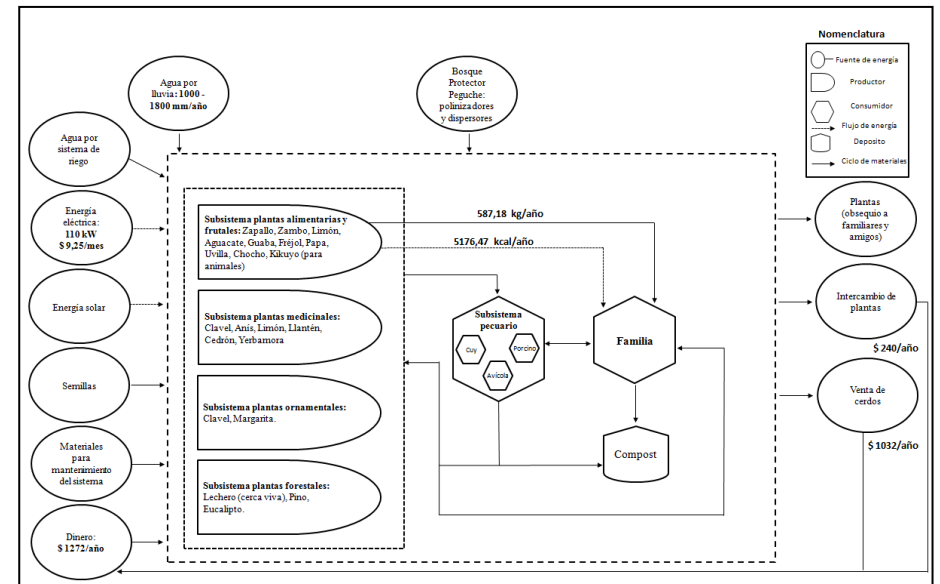 Nomenclatura
Fuente de energía
Productor
Consumidor
Flujo de energía
Deposito
Ciclo de materiales
Agua por
lluvia: 1000 -
1800 mm/año
Bosque
Protector
Peguche:
polinizadores
y dispersores
Agua por
sistema de
riego
Energía
eléctrica:
110 kW
$ 9,25/mes
Energía solar
Semillas
Materiales
para
mantenimiento
del sistema
Dinero:
$ 1272/año
Subsistema plantas alimentarias y
frutales: Zapallo, Zambo, Limón,
Aguacate, Guaba, Fréjol, Papa,
Uvilla, Chocho, Kikuyo (para
animales)
Subsistema plantas medicinales:
Clavel, Anís, Limón, Llantén,
Cedrón, Yerbamora
Subsistema plantas ornamentales:
Clavel, Margarita.
Subsistema plantas forestales:
Lechero (cerca viva), Pino,
Eucalipto.
587,18 kg/año
5176,47 kcal/año
Subsistema
pecuario
Cuy
Porcino
Avícola
Familia
Compost
Plantas
(obsequio a
familiares y
amigos)
Intercambio de
plantas
$ 240/año
Venta de
cerdos
$ 1032/año